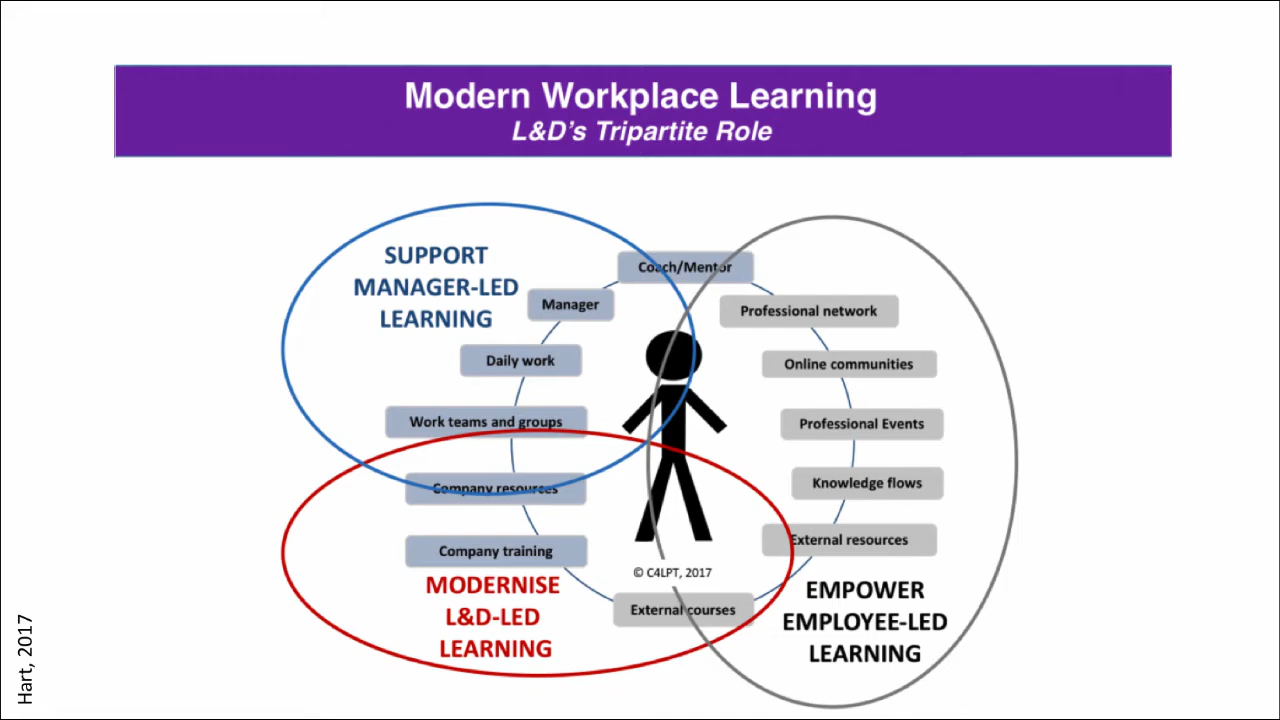 Modern Workplace Learning
L&D's Tripartite Role
SUPPORT
MANAGER-LED
LEARNING
Coach/Mentor
Manager
Professional network
Daily work
Online communities
Work teams and groups
Professional Events
Company resources
Knowledge flows
Company training
External resources
© C4LPT, 2017
External courses
MODERNISE
L&D-LED
LEARNING
EMPOWER
EMPLOYEE-LED
LEARNING
Hart, 2017